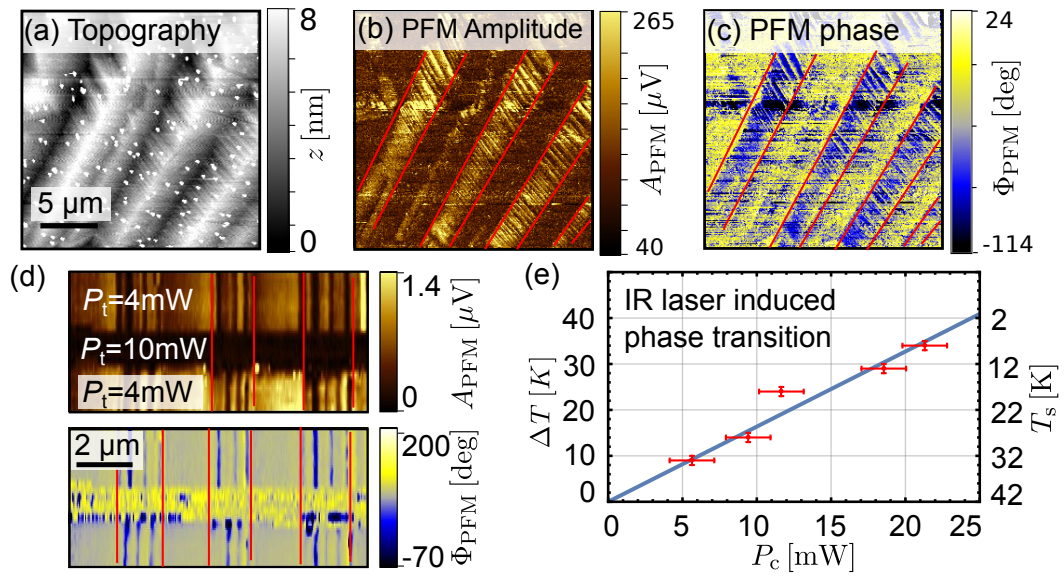 (a) Topography
8
z [nm]
0
5 μm
(b) PFM Amplitude
265
A_PFM [μV]
40
(c) PFM phase
24
Φ_PFM [deg]
-114
(d)
P_t=4mW
P_t=10mW
P_t=4mW
1.4
A_PFM [μV]
0
2 μm
200
Φ_PFM [deg]
-70
(e)
IR laser induced
phase transition
40
30
20
10
0
ΔT [K]
2
12
22
32
42
T_s [K]
0 5 10 15 20 25
P_c [mW]